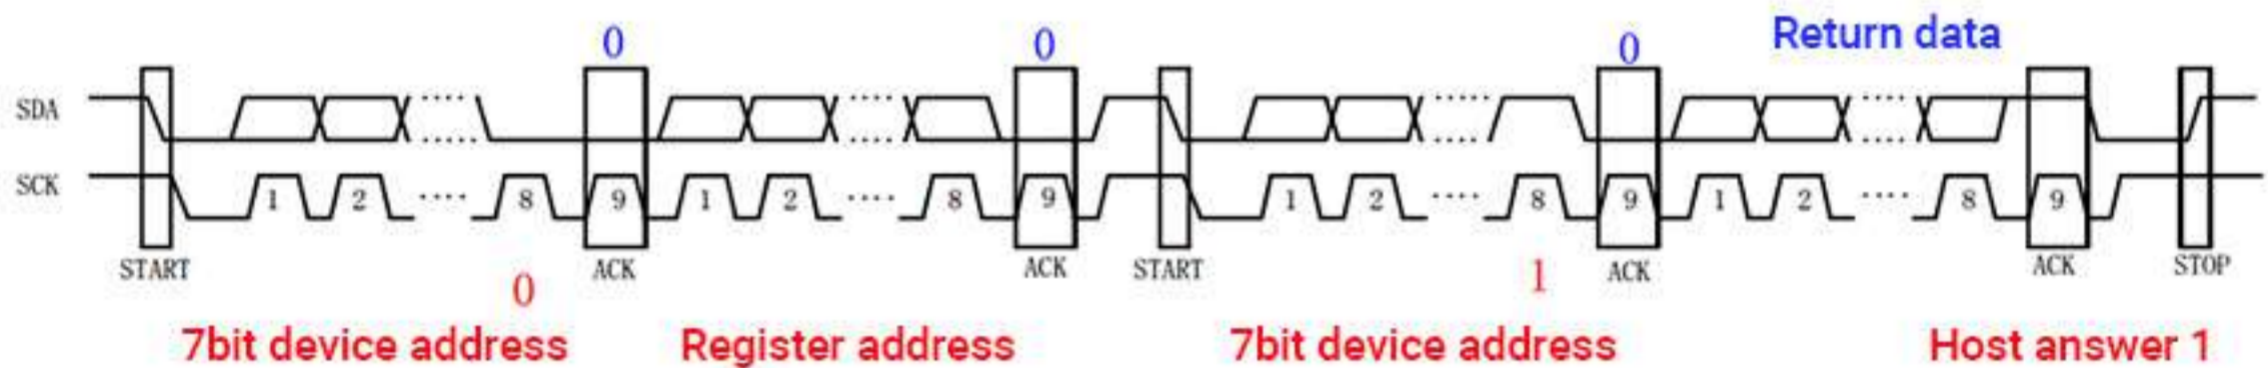 0 0 0 Return data
SDA
SCK 1 2 8 9 1 2 8 9 1 2 8 9 1 2 8 9
START ACK ACK START ACK ACK STOP
0 1
7bit device address Register address 7bit device address Host answer 1